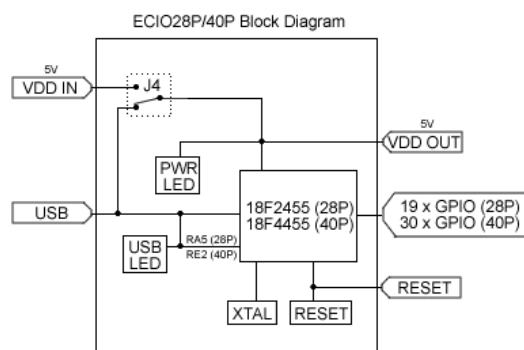 ECIO28P/40P Block Diagram
5V
J4
VDD IN
5V
VDD OUT
PWR
LED
USB
18F2455 (28P)
18F4455 (40P)
19 x GPIO (28P)
30 x GPIO (40P)
USB
LED
RA5 (28P)
RE2 (40P)
RESET
XTAL
RESET